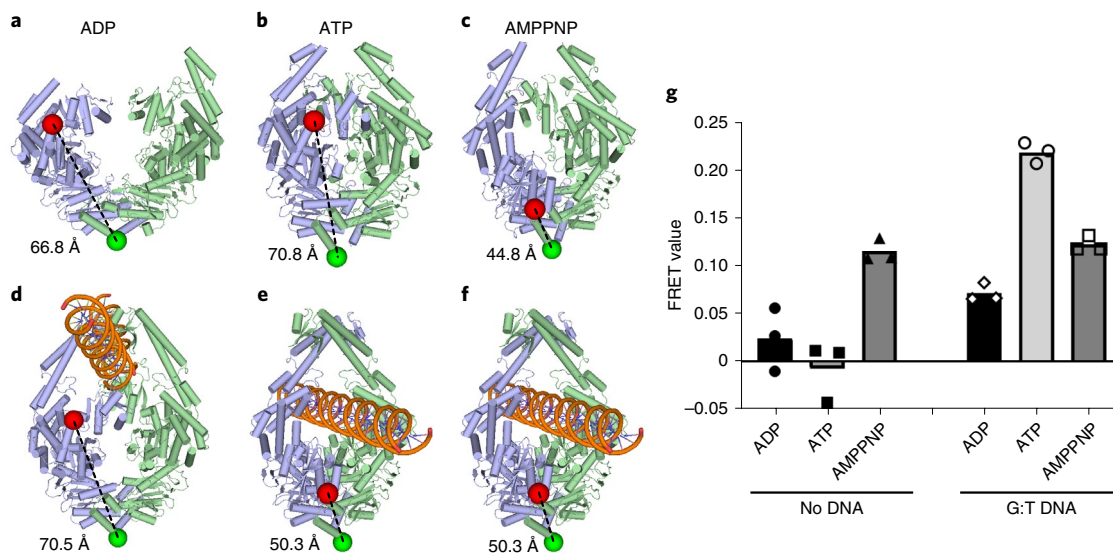 a
ADP
66.8 Å
b
ATP
70.8 Å
c
AMPPNP
44.8 Å
d
70.5 Å
e
50.3 Å
f
50.3 Å
g
FRET value
0.25
0.20
0.15
0.10
0.05
0
–0.05
ADP
ATP
AMPPNP
ADP
ATP
AMPPNP
No DNA
G:T DNA